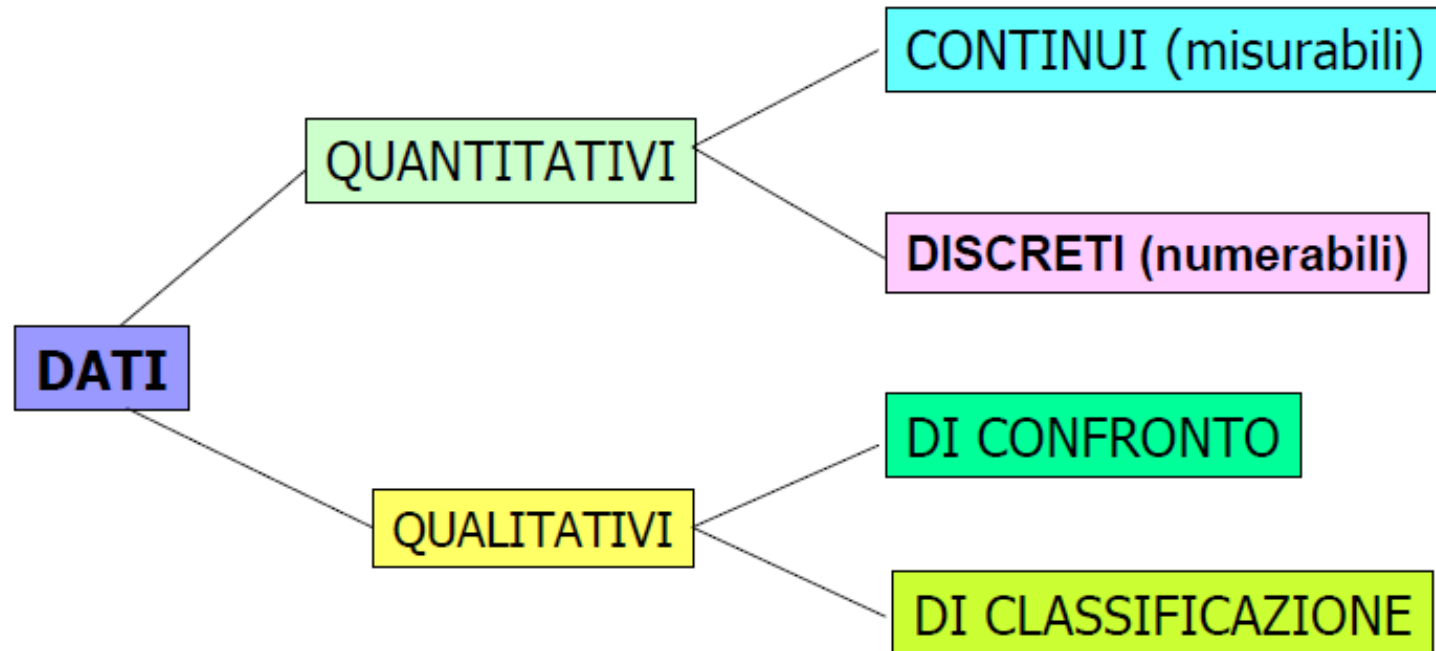 CONTINUI (misurabili)
QUANTITATIVI
DISCRETI (numerabili)
DATI
DI CONFRONTO
QUALITATIVI
DI CLASSIFICAZIONE